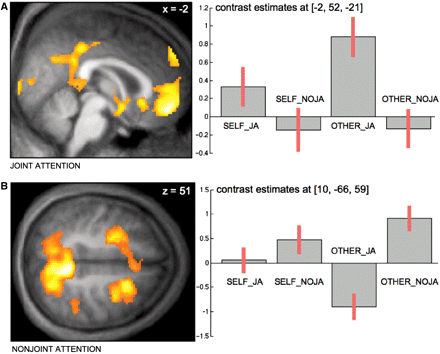 A
x = -2
JOINT ATTENTION
contrast estimates at [-2, 52, -21]
1
0.8
0.6
0.4
0.2
0
-0.2
-0.4
SELF_NOJA
OTHER_NOJA
SELF_JA
OTHER_JA
B
z = 51
NONJOINT ATTENTION
contrast estimates at [10, -66, 59]
1.5
1
0.5
0
-0.5
-1
-1.5
OTHER_JA
SELF_JA
SELF_NOJA
OTHER_NOJA